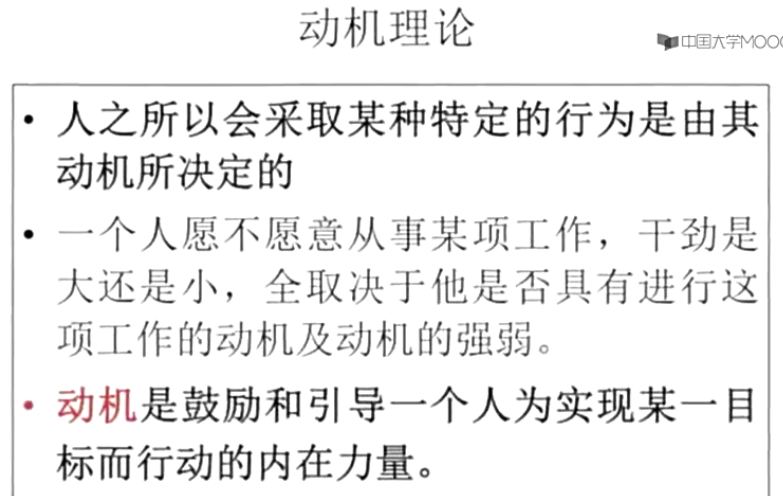 动机理论
中国大学MOOC
• 人之所以会采取某种特定的行为是由其
动机所决定的
• 一个人愿不愿意从事某项工作，干劲是
大还是小，全取决于他是否具有进行这
项工作的动机及动机的强弱。
• 动机是鼓励和引导一个人为实现某一目
标而行动的内在力量。